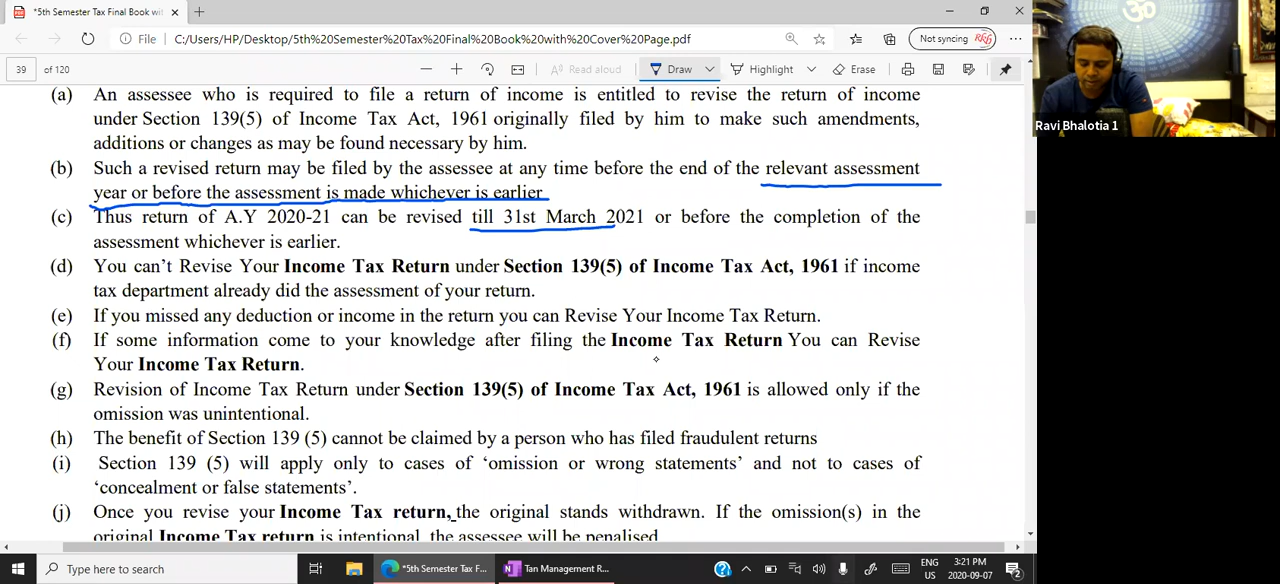 *5th Semester Tax Final Book wit
File C:/Users/HP/Desktop/5th%20Semester%20Tax%20Final%20Book%20with%20Cover%20Page.pdf Not syncing
39 of 120 Read aloud Draw Highlight Erase
(a) An assessee who is required to file a return of income is entitled to revise the return of income
under Section 139(5) of Income Tax Act, 1961 originally filed by him to make such amendments,
additions or changes as may be found necessary by him.
(b) Such a revised return may be filed by the assessee at any time before the end of the relevant assessment
year or before the assessment is made whichever is earlier
(c) Thus return of A.Y 2020-21 can be revised till 31st March 2021 or before the completion of the
assessment whichever is earlier.
(d) You can’t Revise Your Income Tax Return under Section 139(5) of Income Tax Act, 1961 if income
tax department already did the assessment of your return.
(e) If you missed any deduction or income in the return you can Revise Your Income Tax Return.
(f) If some information come to your knowledge after filing the Income Tax Return You can Revise
Your Income Tax Return.
(g) Revision of Income Tax Return under Section 139(5) of Income Tax Act, 1961 is allowed only if the
omission was unintentional.
(h) The benefit of Section 139 (5) cannot be claimed by a person who has filed fraudulent returns
(i) Section 139 (5) will apply only to cases of ‘omission or wrong statements’ and not to cases of
‘concealment or false statements’.
(j) Once you revise your Income Tax return, the original stands withdrawn. If the omission(s) in the
original Income Tax return is intentional, the assessee will be penalised
Ravi Bhalotia 1
Type here to search *5th Semester Tax F... Tan Management R... ENG 3:21 PM
US 2020-09-07